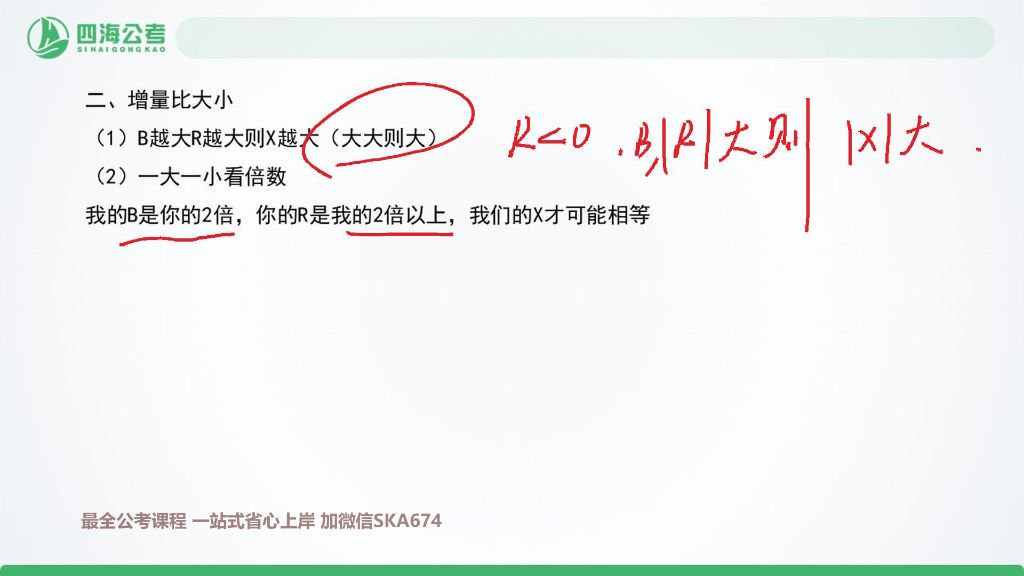 四海公考
SIHAIGONGKAO
二、增量比大小
（1）B越大R越大则X越大（大大则大）
R<0 . B,|R|大则 |X|大 .
（2）一大一小看倍数
我的B是你的2倍，你的R是我的2倍以上，我们的X才可能相等
最全公考课程 一站式省心上岸 加微信SKA674